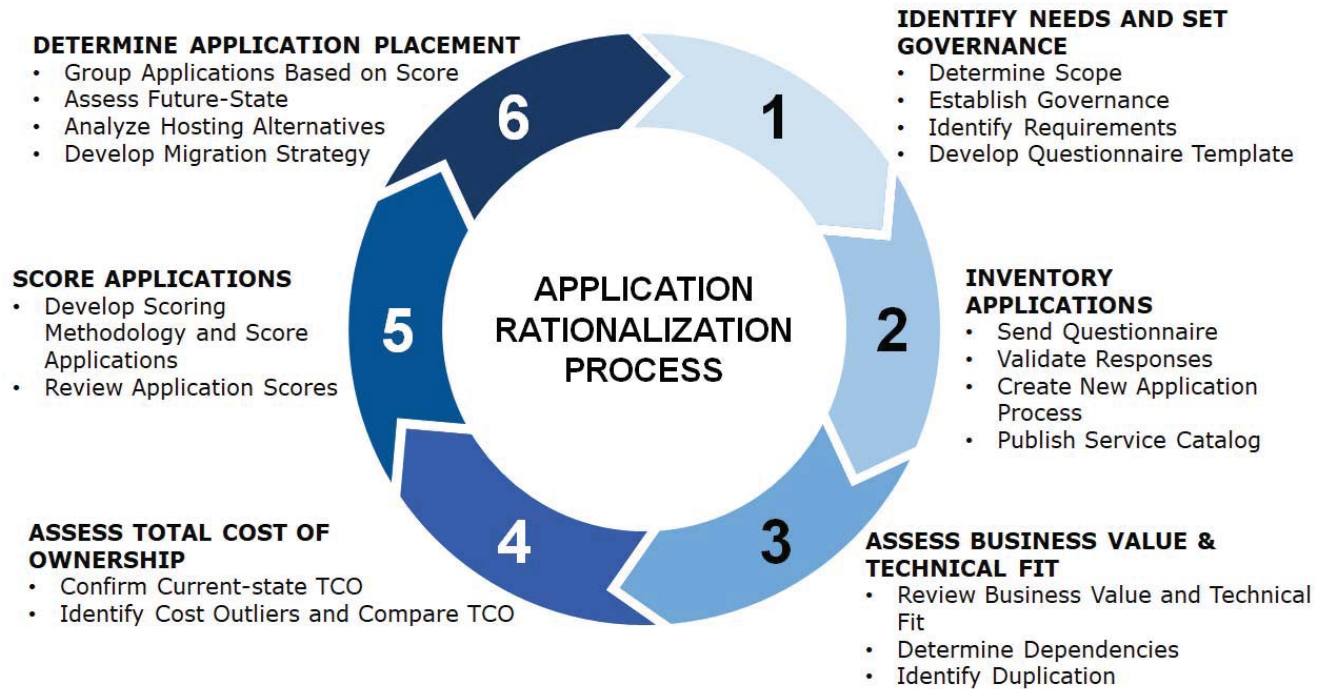 APPLICATION
RATIONALIZATION
PROCESS
1
IDENTIFY NEEDS AND SET
GOVERNANCE
• Determine Scope
• Establish Governance
• Identify Requirements
• Develop Questionnaire Template
2
INVENTORY
APPLICATIONS
• Send Questionnaire
• Validate Responses
• Create New Application
Process
• Publish Service Catalog
3
ASSESS BUSINESS VALUE &
TECHNICAL FIT
• Review Business Value and Technical
Fit
• Determine Dependencies
• Identify Duplication
4
ASSESS TOTAL COST OF
OWNERSHIP
• Confirm Current-state TCO
• Identify Cost Outliers and Compare TCO
5
SCORE APPLICATIONS
• Develop Scoring
Methodology and Score
Applications
• Review Application Scores
6
DETERMINE APPLICATION PLACEMENT
• Group Applications Based on Score
• Assess Future-State
• Analyze Hosting Alternatives
• Develop Migration Strategy